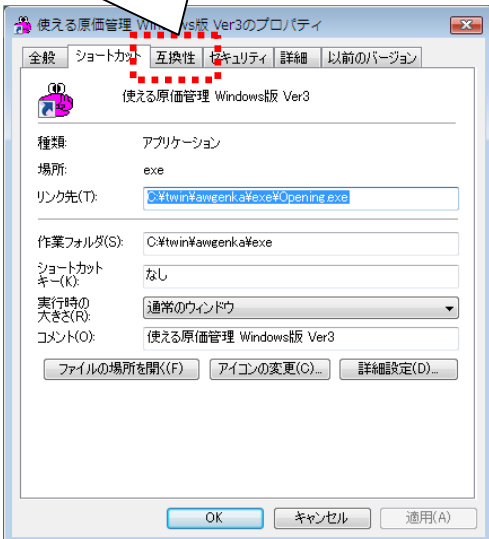 使える原価管理 Windows版 Ver3のプロパティ
全般 ショートカット 互換性 セキュリティ 詳細 以前のバージョン
使える原価管理 Windows版 Ver3
種類: アプリケーション
場所: exe
リンク先(T): C:¥twin¥awgenka¥exe¥Opening.exe
作業フォルダ(S): C:¥twin¥awgenka¥exe
ショートカット
キー(K): なし
実行時の
大きさ(R): 通常のウィンドウ
コメント(O): 使える原価管理 Windows版 Ver3
ファイルの場所を開く(F) アイコンの変更(C)... 詳細設定(D)...
OK キャンセル 適用(A)